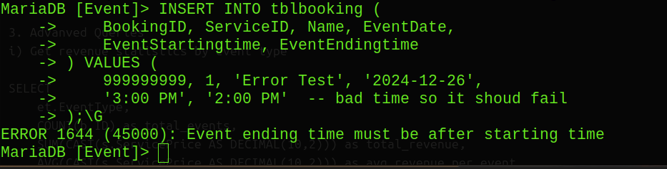 MariaDB [Event]> INSERT INTO tblbooking (
    ->     BookingID, ServiceID, Name, EventDate,
    ->     EventStartingtime, EventEndingtime
    -> ) VALUES (
    ->     999999999, 1, 'Error Test', '2024-12-26',
    ->     '3:00 PM', '2:00 PM'  -- bad time so it shoud fail
    -> );\G
ERROR 1644 (45000): Event ending time must be after starting time
MariaDB [Event]>